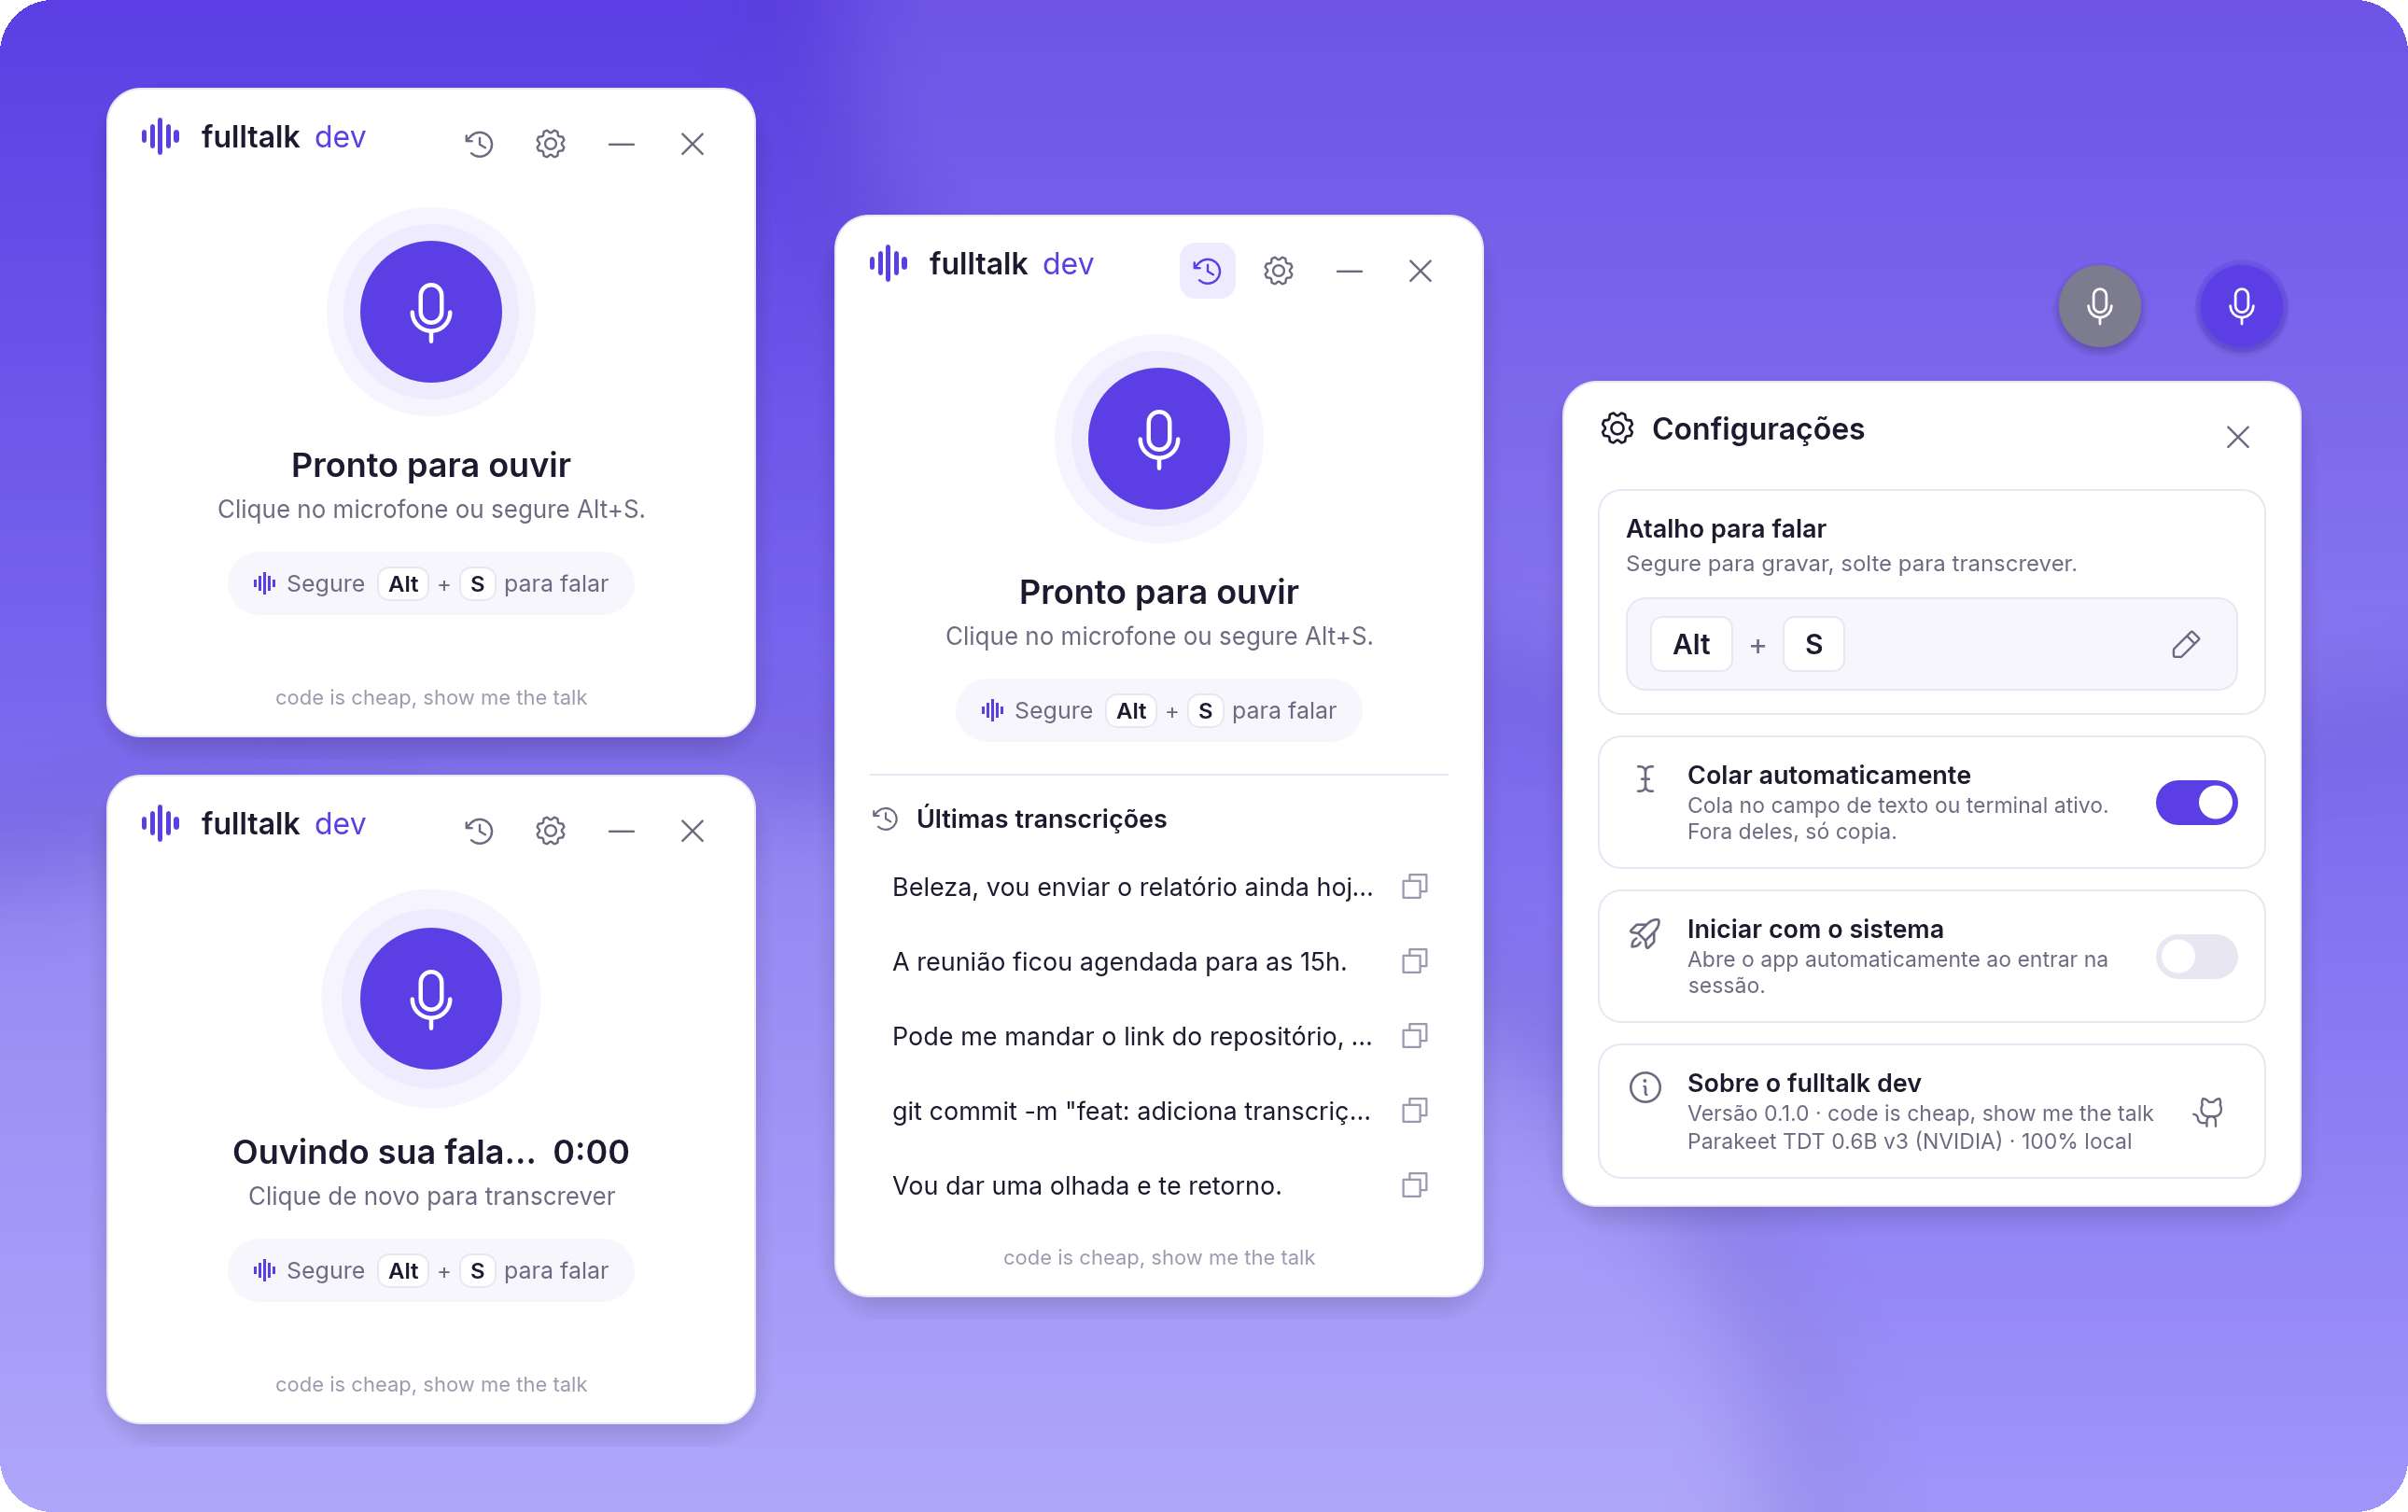 fulltalk dev
Pronto para ouvir
Clique no microfone ou segure Alt+S.
Segure Alt + S para falar
code is cheap, show me the talk
fulltalk dev
Ouvindo sua fala... 0:00
Clique de novo para transcrever
Segure Alt + S para falar
code is cheap, show me the talk
fulltalk dev
Pronto para ouvir
Clique no microfone ou segure Alt+S.
Segure Alt + S para falar
Últimas transcrições
Beleza, vou enviar o relatório ainda hoj...
A reunião ficou agendada para as 15h.
Pode me mandar o link do repositório, ...
git commit -m "feat: adiciona transcriç...
Vou dar uma olhada e te retorno.
code is cheap, show me the talk
Configurações
Atalho para falar
Segure para gravar, solte para transcrever.
Alt + S
Colar automaticamente
Cola no campo de texto ou terminal ativo.
Fora deles, só copia.
Iniciar com o sistema
Abre o app automaticamente ao entrar na
sessão.
Sobre o fulltalk dev
Versão 0.1.0 · code is cheap, show me the talk
Parakeet TDT 0.6B v3 (NVIDIA) · 100% local